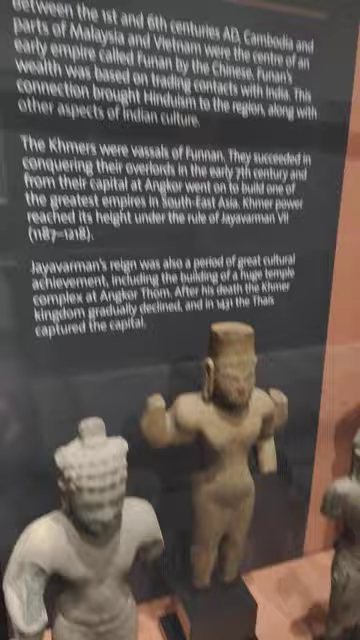 between the 1st and 6th centuries AD, Cambodia and
parts of Malaysia and Vietnam were the centre of an
early empire called Funan by the Chinese. Funan's
wealth was based on trading contacts with India. This
connection brought Hinduism to the region, along with
other aspects of Indian culture.
The Khmers were vassals of Funnan. They succeeded in
conquering their overlords in the early 7th century and
from their capital at Angkor went on to build one of
the greatest empires in South-East Asia. Khmer power
reached its height under the rule of Jayavarman VII
(1187–1218).
Jayavarman's reign was also a period of great cultural
achievement, including the building of a huge temple
complex at Angkor Thom. After his death the Khmer
kingdom gradually declined, and in 1431 the Thais
captured the capital.